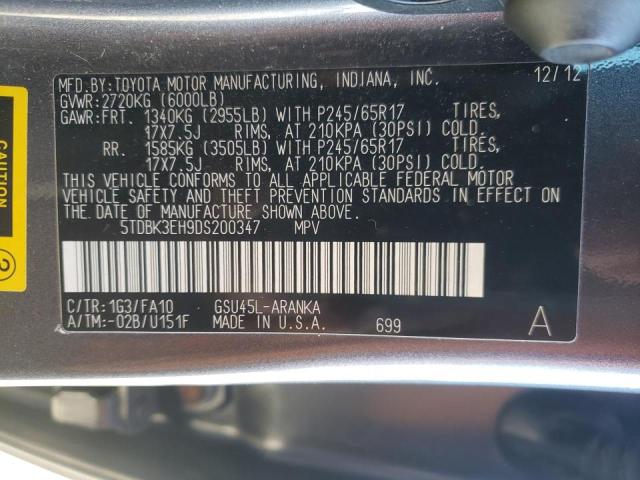 MFD.BY:TOYOTA MOTOR MANUFACTURING, INDIANA, INC. 12/12
GVWR:2720KG (6000LB)
GAWR:FRT. 1340KG (2955LB) WITH P245/65R17 TIRES,
17X7.5J RIMS, AT 210KPA (30PSI) COLD.
RR. 1585KG (3505LB) WITH P245/65R17 TIRES,
17X7.5J RIMS, AT 210KPA (30PSI) COLD.
THIS VEHICLE CONFORMS TO ALL APPLICABLE FEDERAL MOTOR
VEHICLE SAFETY AND THEFT PREVENTION STANDARDS IN EFFECT ON
THE DATE OF MANUFACTURE SHOWN ABOVE.
5TDBK3EH9DS200347 MPV
C/TR:1G3/FA10 GSU45L-ARANKA
A/TM:-02B/U151F MADE IN U.S.A. 699 A
CAUTION
2